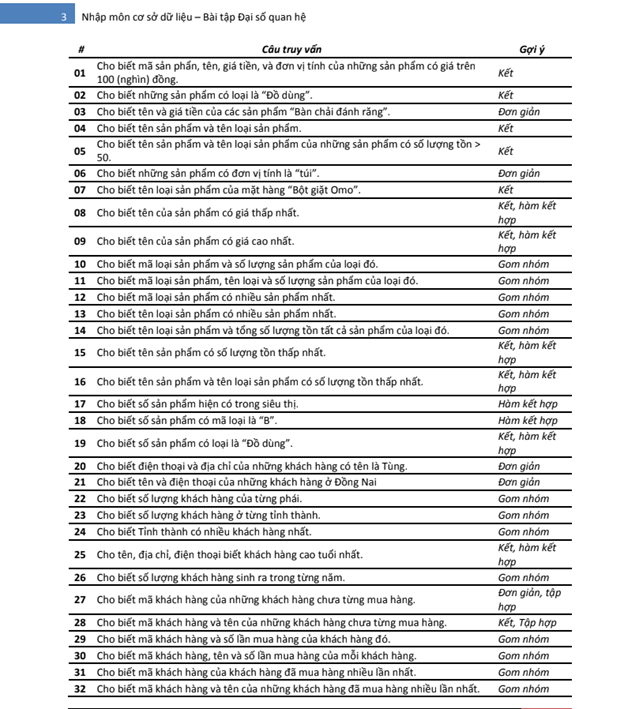 3 Nhập môn cơ sở dữ liệu – Bài tập Đại số quan hệ
# Câu truy vấn Gợi ý
01 Cho biết mã sản phẩn, tên, giá tiền, và đơn vị tính của những sản phẩm có giá trên 100 (nghìn) đồng. Kết
02 Cho biết những sản phẩm có loại là “Đồ dùng”. Kết
03 Cho biết tên và giá tiền của các sản phẩm “Bàn chải đánh răng”. Đơn giản
04 Cho biết tên sản phẩm và tên loại sản phẩm. Kết
05 Cho biết tên sản phẩm và tên loại sản phẩm của những sản phẩm có số lượng tồn > 50. Kết
06 Cho biết những sản phẩm có đơn vị tính là “túi”. Đơn giản
07 Cho biết tên loại sản phẩm của mặt hàng “Bột giặt Omo”. Kết
08 Cho biết tên của sản phẩm có giá thấp nhất. Kết, hàm kết hợp
09 Cho biết tên của sản phẩm có giá cao nhất. Kết, hàm kết hợp
10 Cho biết mã loại sản phẩm và số lượng sản phẩm của loại đó. Gom nhóm
11 Cho biết mã loại sản phẩm, tên loại và số lượng sản phẩm của loại đó. Gom nhóm
12 Cho biết mã loại sản phẩm có nhiều sản phẩm nhất. Gom nhóm
13 Cho biết tên loại sản phẩm có nhiều sản phẩm nhất. Gom nhóm
14 Cho biết tên loại sản phẩm và tổng số lượng tồn tất cả sản phẩm của loại đó. Gom nhóm
15 Cho biết tên sản phẩm có số lượng tồn thấp nhất. Kết, hàm kết hợp
16 Cho biết tên sản phẩm và tên loại sản phẩm có số lượng tồn thấp nhất. Kết, hàm kết hợp
17 Cho biết số sản phẩm hiện có trong siêu thị. Hàm kết hợp
18 Cho biết số sản phẩm có mã loại là “B”. Hàm kết hợp
19 Cho biết số sản phẩm có loại là “Đồ dùng”. Kết, hàm kết hợp
20 Cho biết điện thoại và địa chỉ của những khách hàng có tên là Tùng. Đơn giản
21 Cho biết tên và điện thoại của những khách hàng ở Đồng Nai Đơn giản
22 Cho biết số lượng khách hàng của từng phái. Gom nhóm
23 Cho biết số lượng khách hàng ở từng tỉnh thành. Gom nhóm
24 Cho biết Tỉnh thành có nhiều khách hàng nhất. Gom nhóm
25 Cho tên, địa chỉ, điện thoại biết khách hàng cao tuổi nhất. Kết, hàm kết hợp
26 Cho biết số lượng khách hàng sinh ra trong từng năm. Gom nhóm
27 Cho biết mã khách hàng của những khách hàng chưa từng mua hàng. Đơn giản, tập hợp
28 Cho biết mã khách hàng và tên của những khách hàng chưa từng mua hàng. Kết, Tập hợp
29 Cho biết mã khách hàng và số lần mua hàng của khách hàng đó. Gom nhóm
30 Cho biết mã khách hàng, tên và số lần mua hàng của mỗi khách hàng. Gom nhóm
31 Cho biết mã khách hàng của khách hàng đã mua hàng nhiều lần nhất. Gom nhóm
32 Cho biết mã khách hàng và tên của những khách hàng đã mua hàng nhiều lần nhất. Gom nhóm